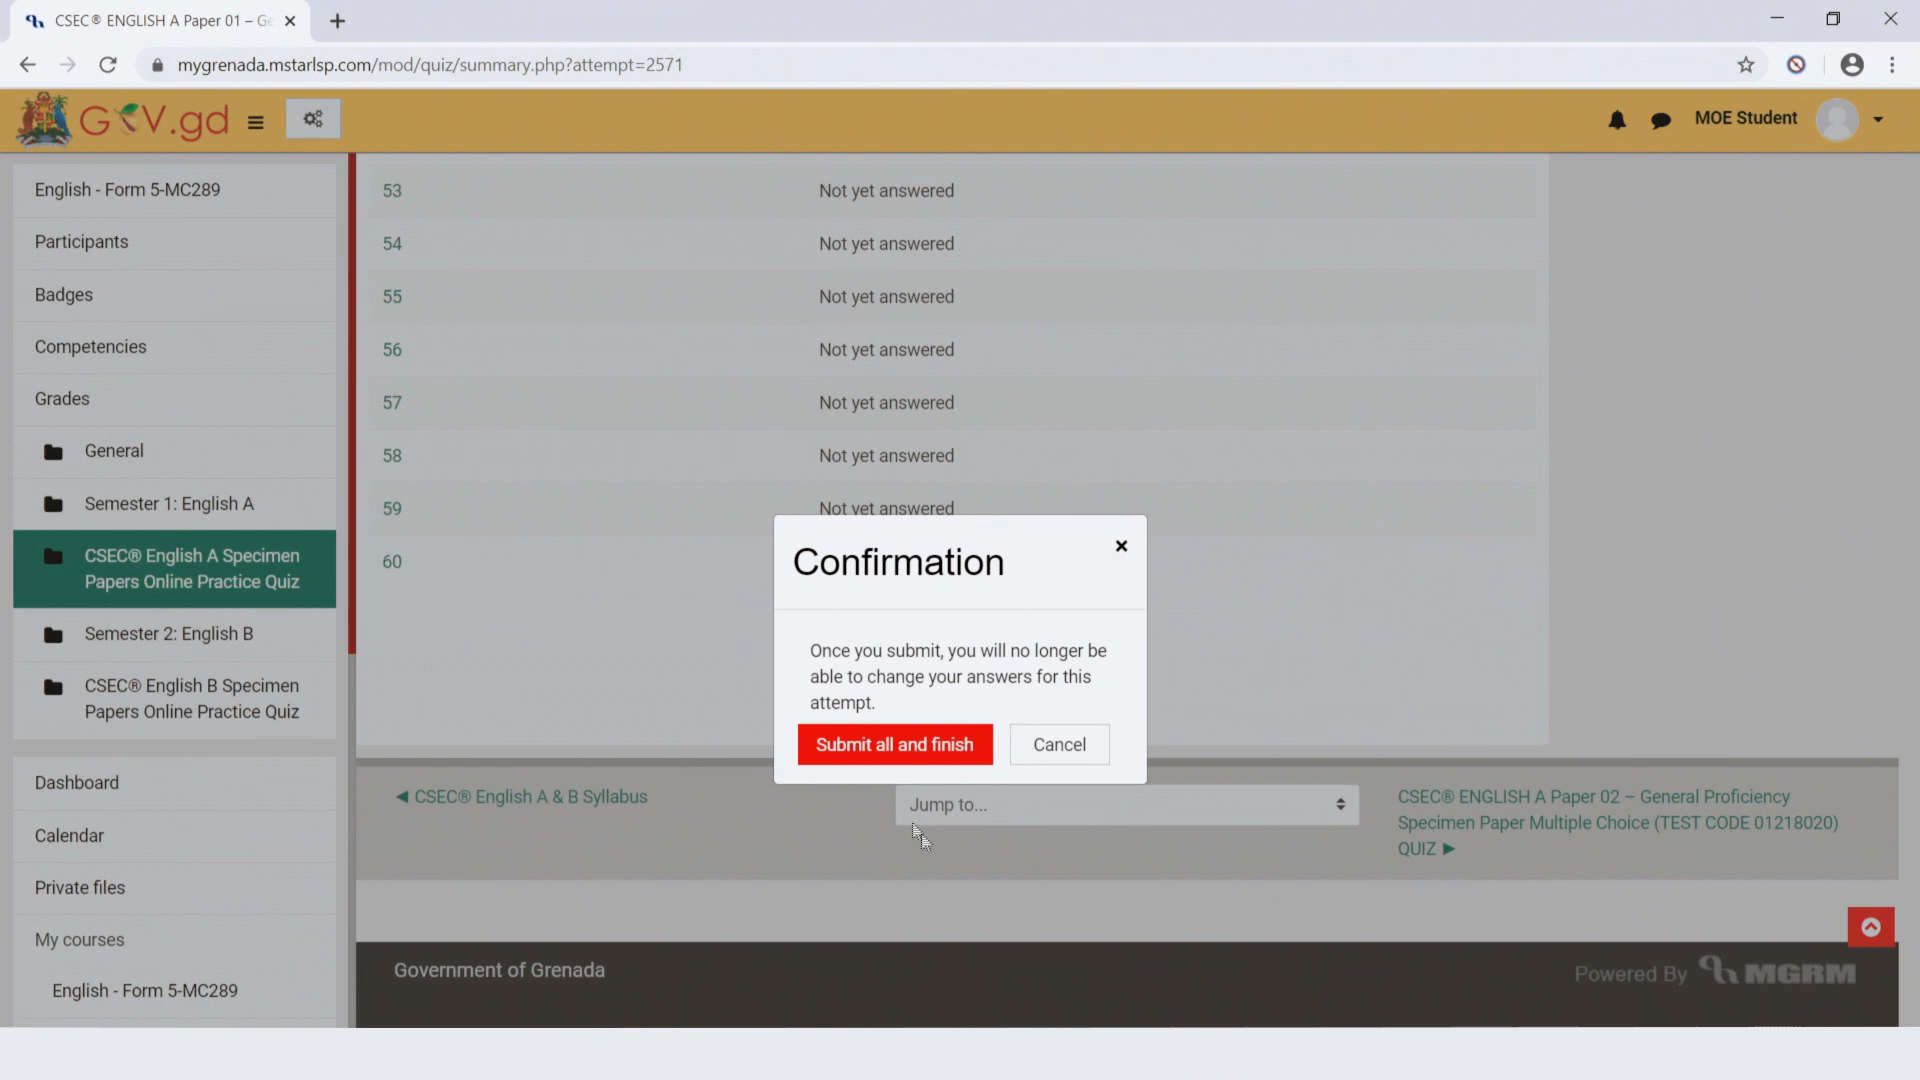 CSEC® ENGLISH A Paper 01 – Ge
mygrenada.mstarlsp.com/mod/quiz/summary.php?attempt=2571
GOV.gd
MOE Student
English - Form 5-MC289
Participants
Badges
Competencies
Grades
General
Semester 1: English A
CSEC® English A Specimen
Papers Online Practice Quiz
Semester 2: English B
CSEC® English B Specimen
Papers Online Practice Quiz
Dashboard
Calendar
Private files
My courses
English - Form 5-MC289
53 Not yet answered
54 Not yet answered
55 Not yet answered
56 Not yet answered
57 Not yet answered
58 Not yet answered
59 Not yet answered
60
Confirmation
Once you submit, you will no longer be
able to change your answers for this
attempt.
Submit all and finish
Cancel
◀ CSEC® English A & B Syllabus
Jump to...
CSEC® ENGLISH A Paper 02 – General Proficiency
Specimen Paper Multiple Choice (TEST CODE 01218020)
QUIZ ▶
Government of Grenada
Powered By MGRM